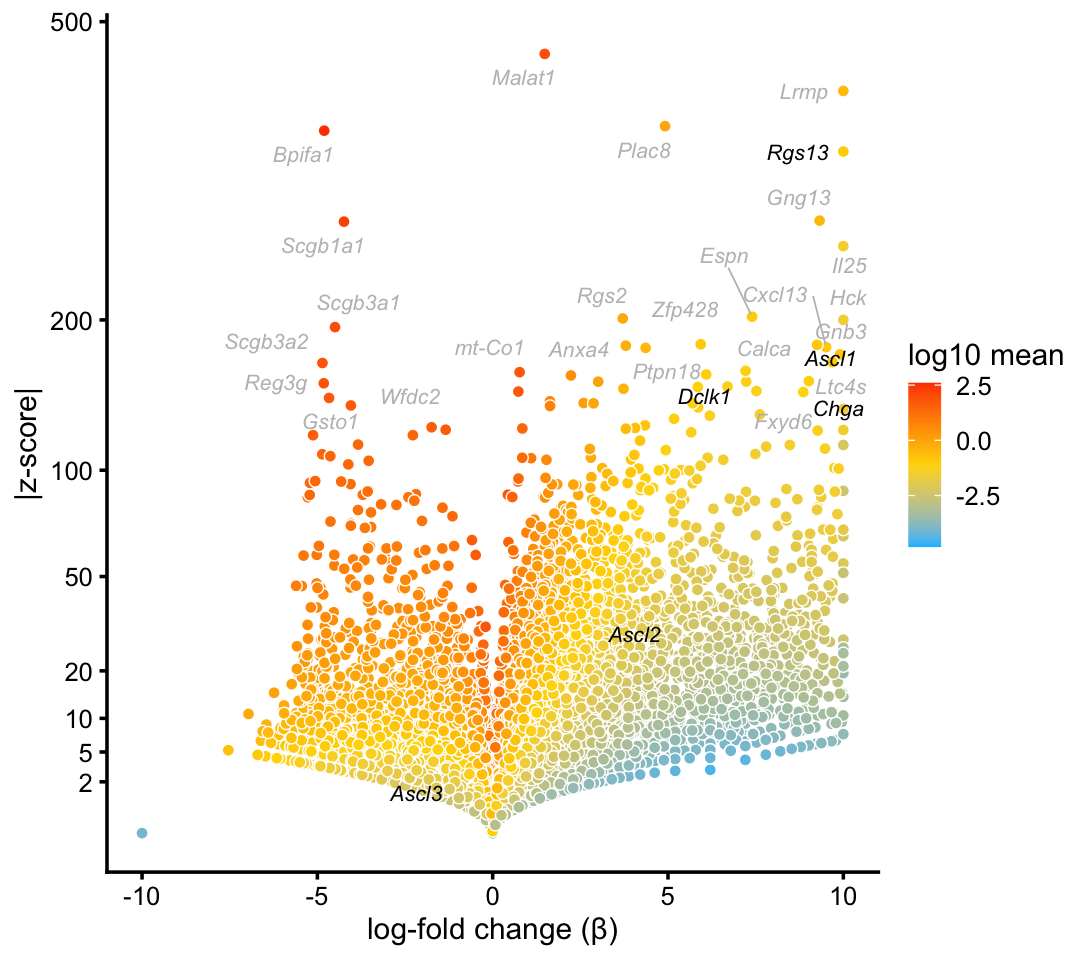 500
Malat1
Lrmp
Bpifa1
Plac8
Rgs13
Gng13
Scgb1a1
Espn
Il25
Rgs2
Cxcl13
Hck
Scgb3a1
Zfp428
200
Gnb3
Scgb3a2
mt-Co1
Anxa4
Calca
Ascl1
log10 mean
Reg3g
Ptpn18
Ltc4s
2.5
Wfdc2
Dclk1
Chga
Gsto1
Fxyd6
0.0
|z-score|
100
-2.5
50
Ascl2
20
10
5
2
Ascl3
-10
-5
0
5
10
log-fold change (β)